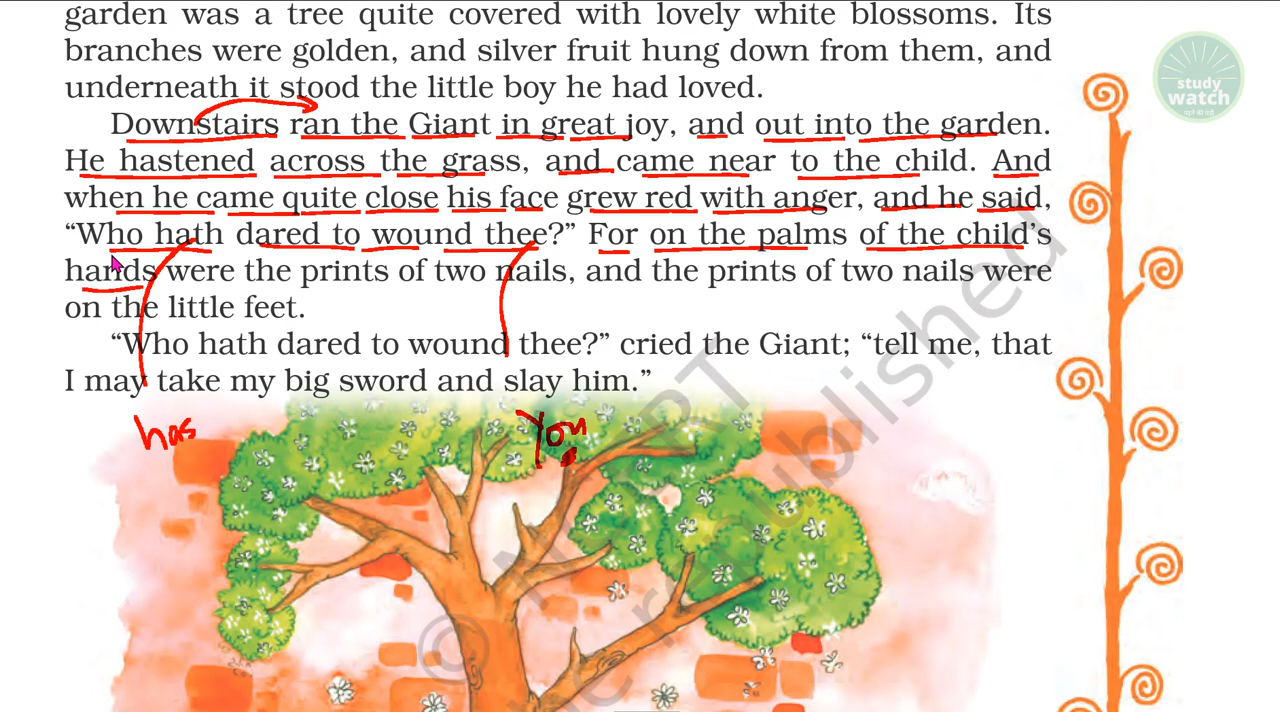 garden was a tree quite covered with lovely white blossoms. Its
branches were golden, and silver fruit hung down from them, and
underneath it stood the little boy he had loved.
Downstairs ran the Giant in great joy, and out into the garden.
He hastened across the grass, and came near to the child. And
when he came quite close his face grew red with anger, and he said,
“Who hath dared to wound thee?” For on the palms of the child's
hands were the prints of two nails, and the prints of two nails were
on the little feet.
“Who hath dared to wound thee?” cried the Giant; “tell me, that
I may take my big sword and slay him.”
has
You
study
watch
© NCERT
be republished